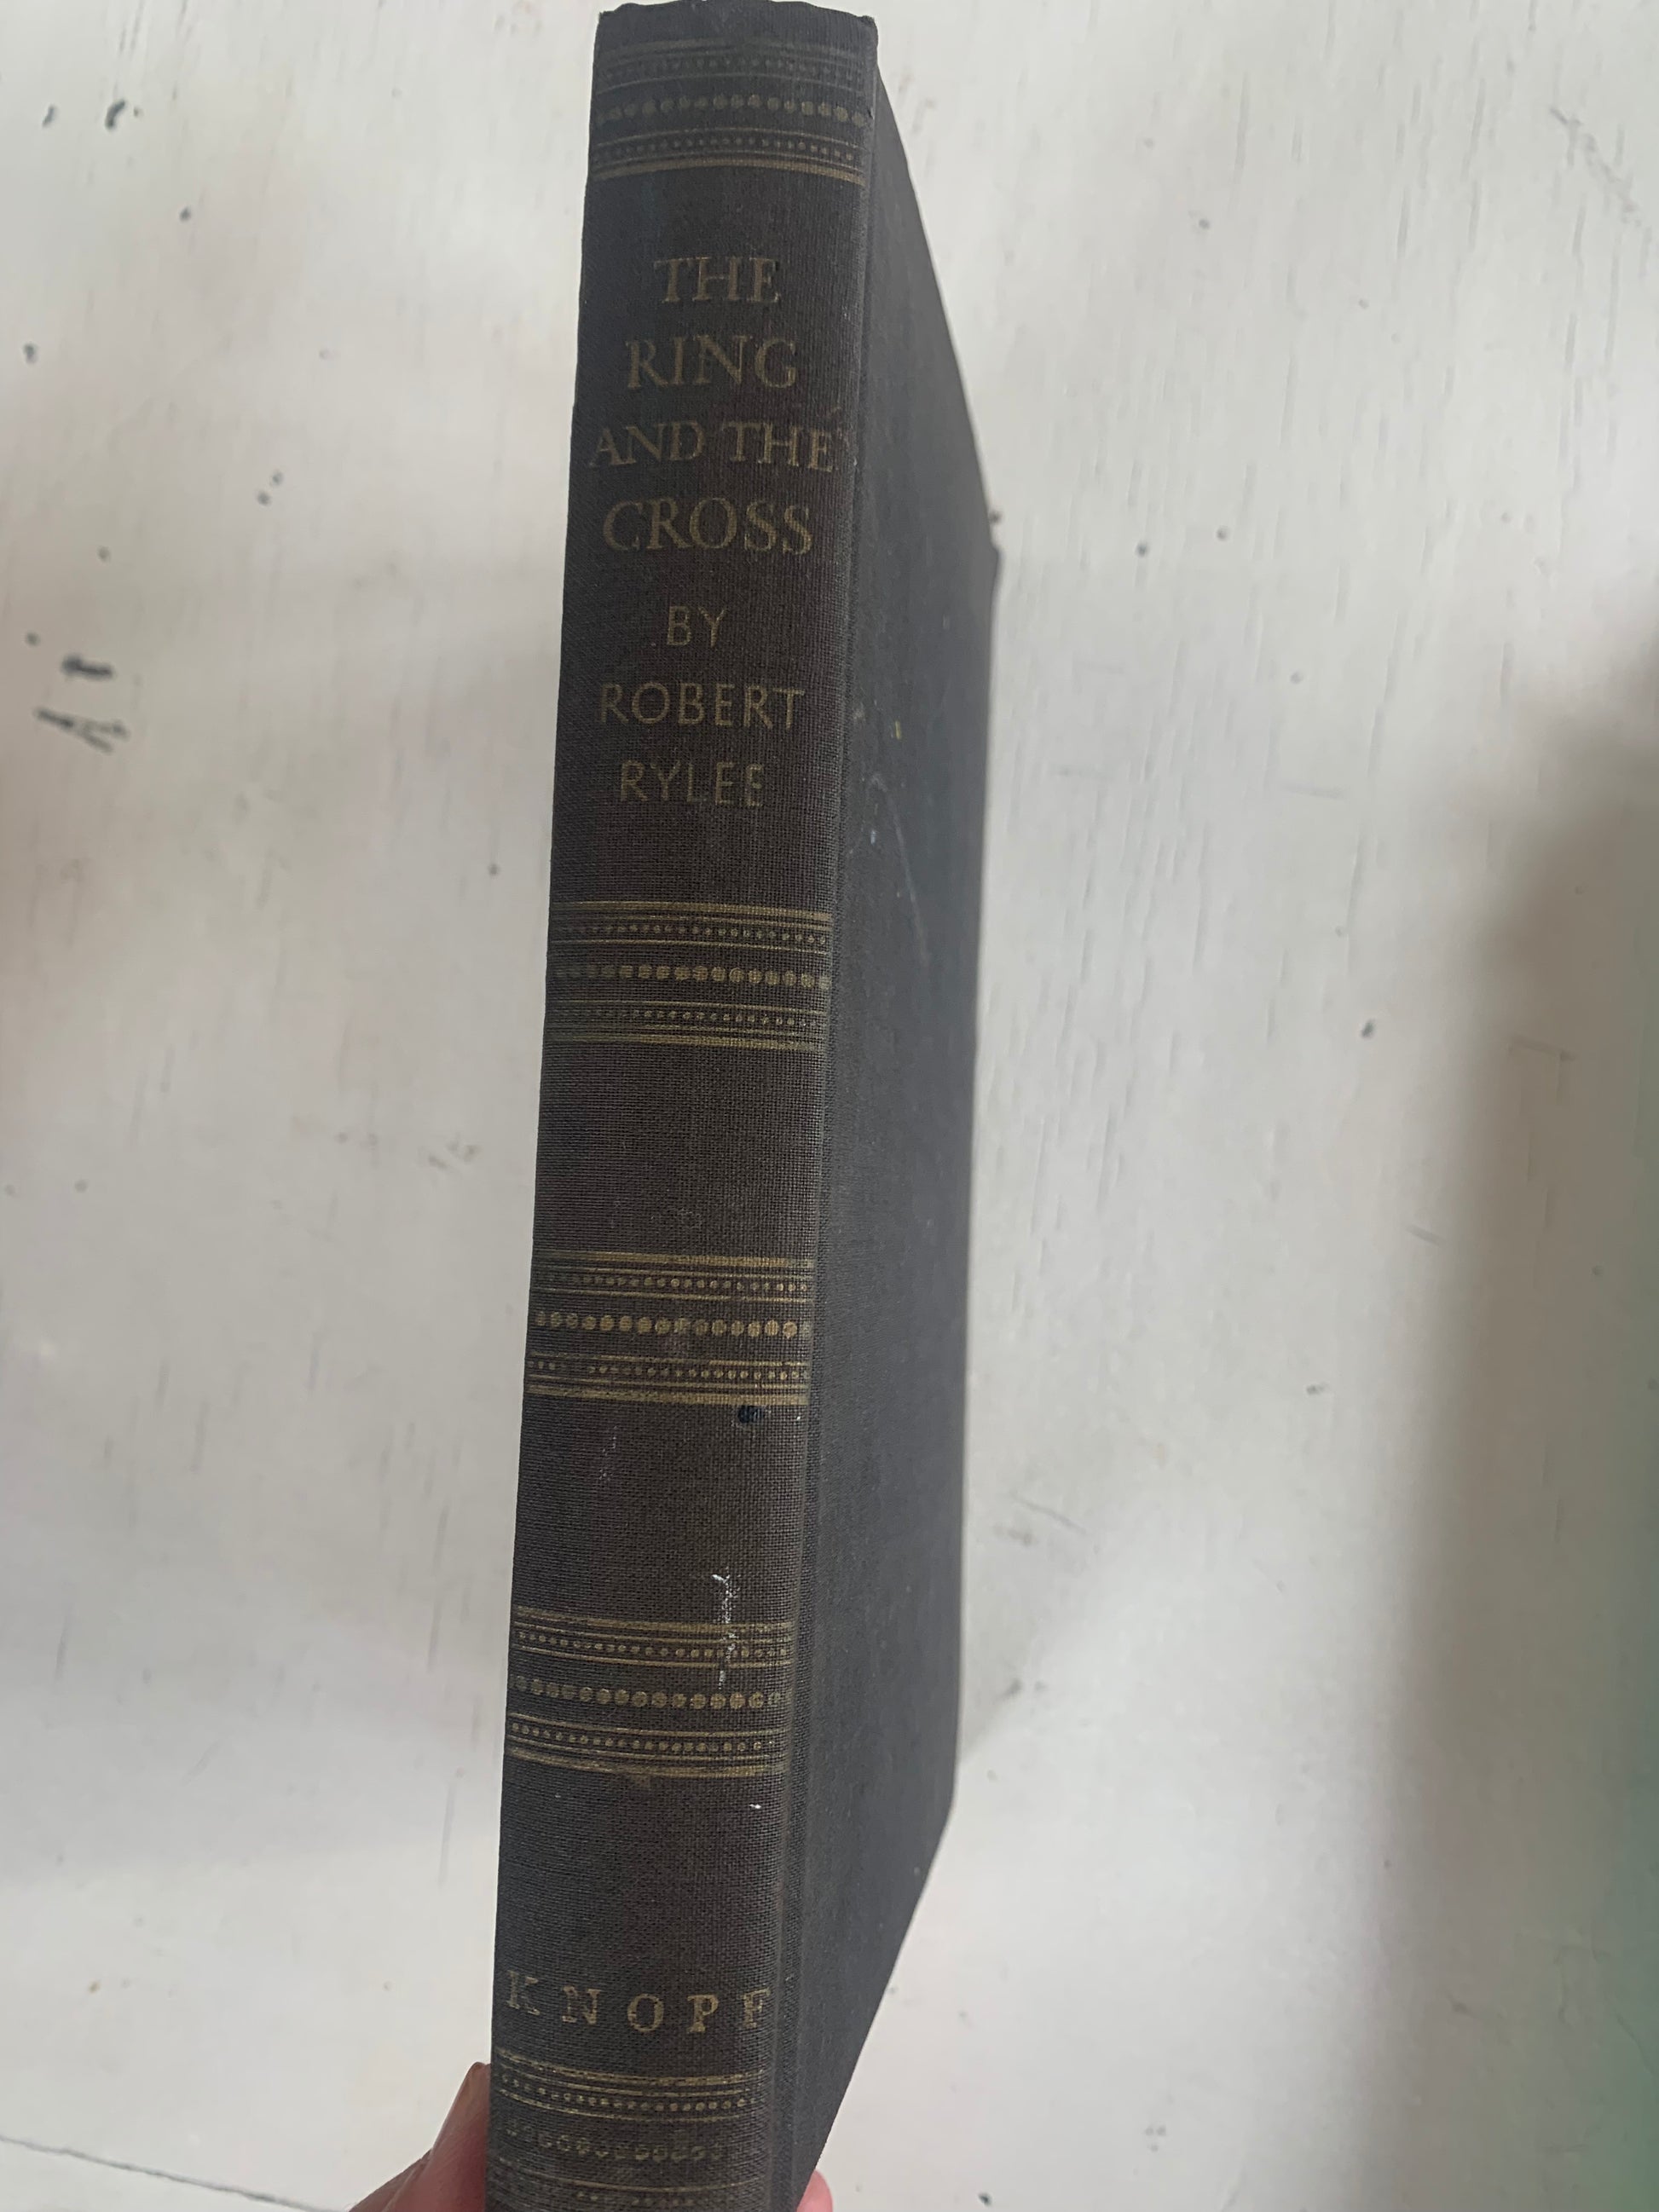 THE
RING
AND THE
CROSS
BY
ROBERT
RYLEE
KNOPF